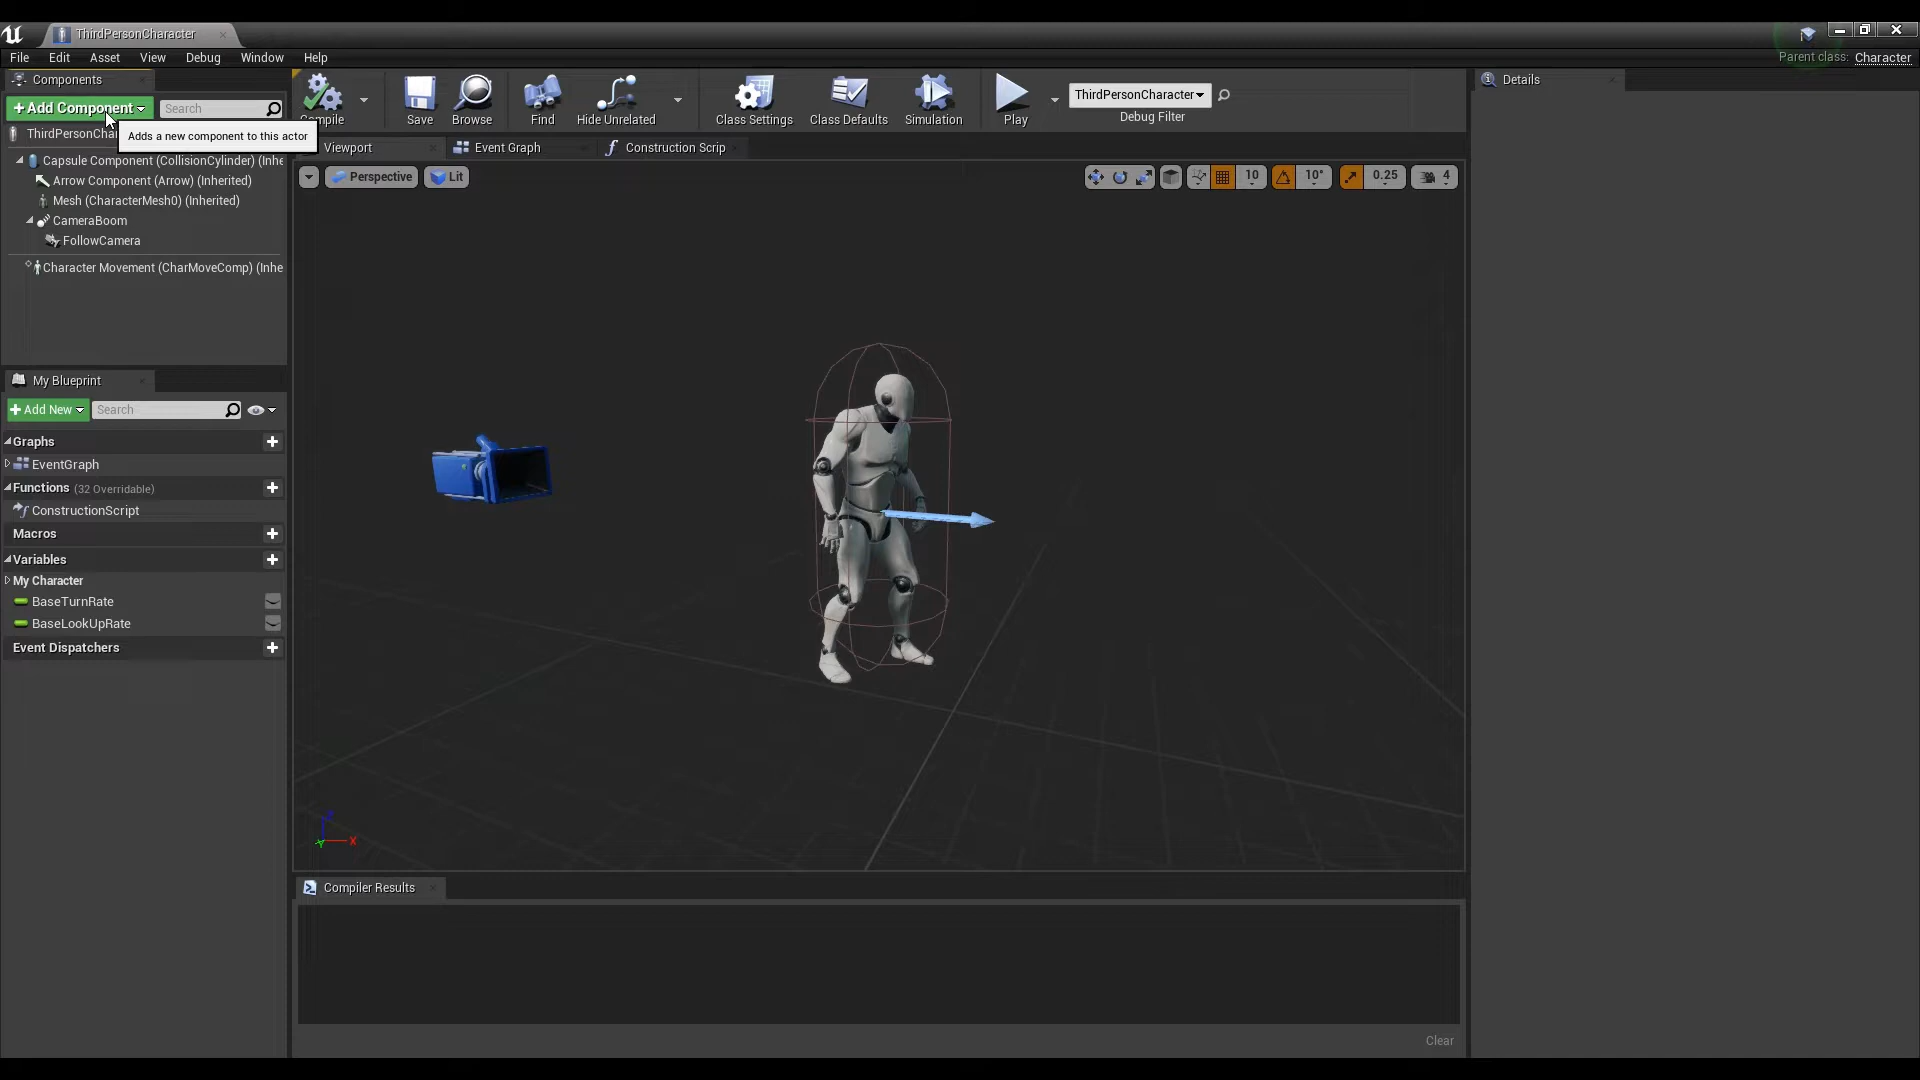 ThirdPersonCharacter
File Edit Asset View Debug Window Help
Parent class: Character
Components
+ Add Component
Search
ThirdPersonChar
Adds a new component to this actor
Capsule Component (CollisionCylinder) (Inhe
Arrow Component (Arrow) (Inherited)
Mesh (CharacterMesh0) (Inherited)
CameraBoom
FollowCamera
Character Movement (CharMoveComp) (Inhe
My Blueprint
+ Add New
Search
Graphs
EventGraph
Functions (32 Overridable)
ConstructionScript
Macros
Variables
My Character
BaseTurnRate
BaseLookUpRate
Event Dispatchers
Compile
Save
Browse
Find
Hide Unrelated
Class Settings
Class Defaults
Simulation
Play
ThirdPersonCharacter
Debug Filter
Viewport
Event Graph
Construction Scrip
Perspective
Lit
10
10°
0.25
4
X
Compiler Results
Clear
Details